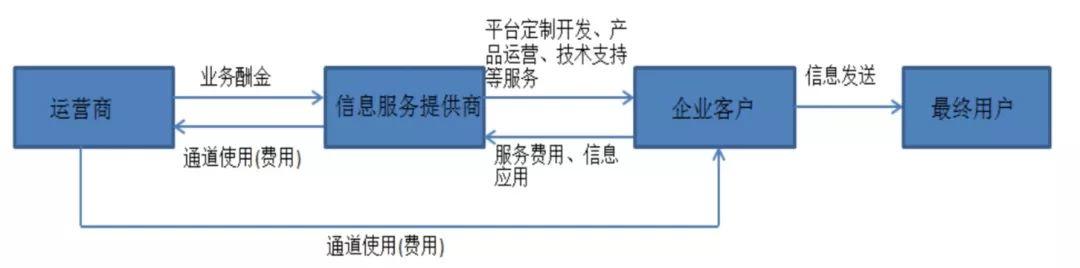 平台定制开发、产
品运营、技术支持
等服务
业务酬金
信息发送
运营商
信息服务提供商
企业客户
最终用户
通道使用(费用)
服务费用、信息
应用
通道使用(费用)